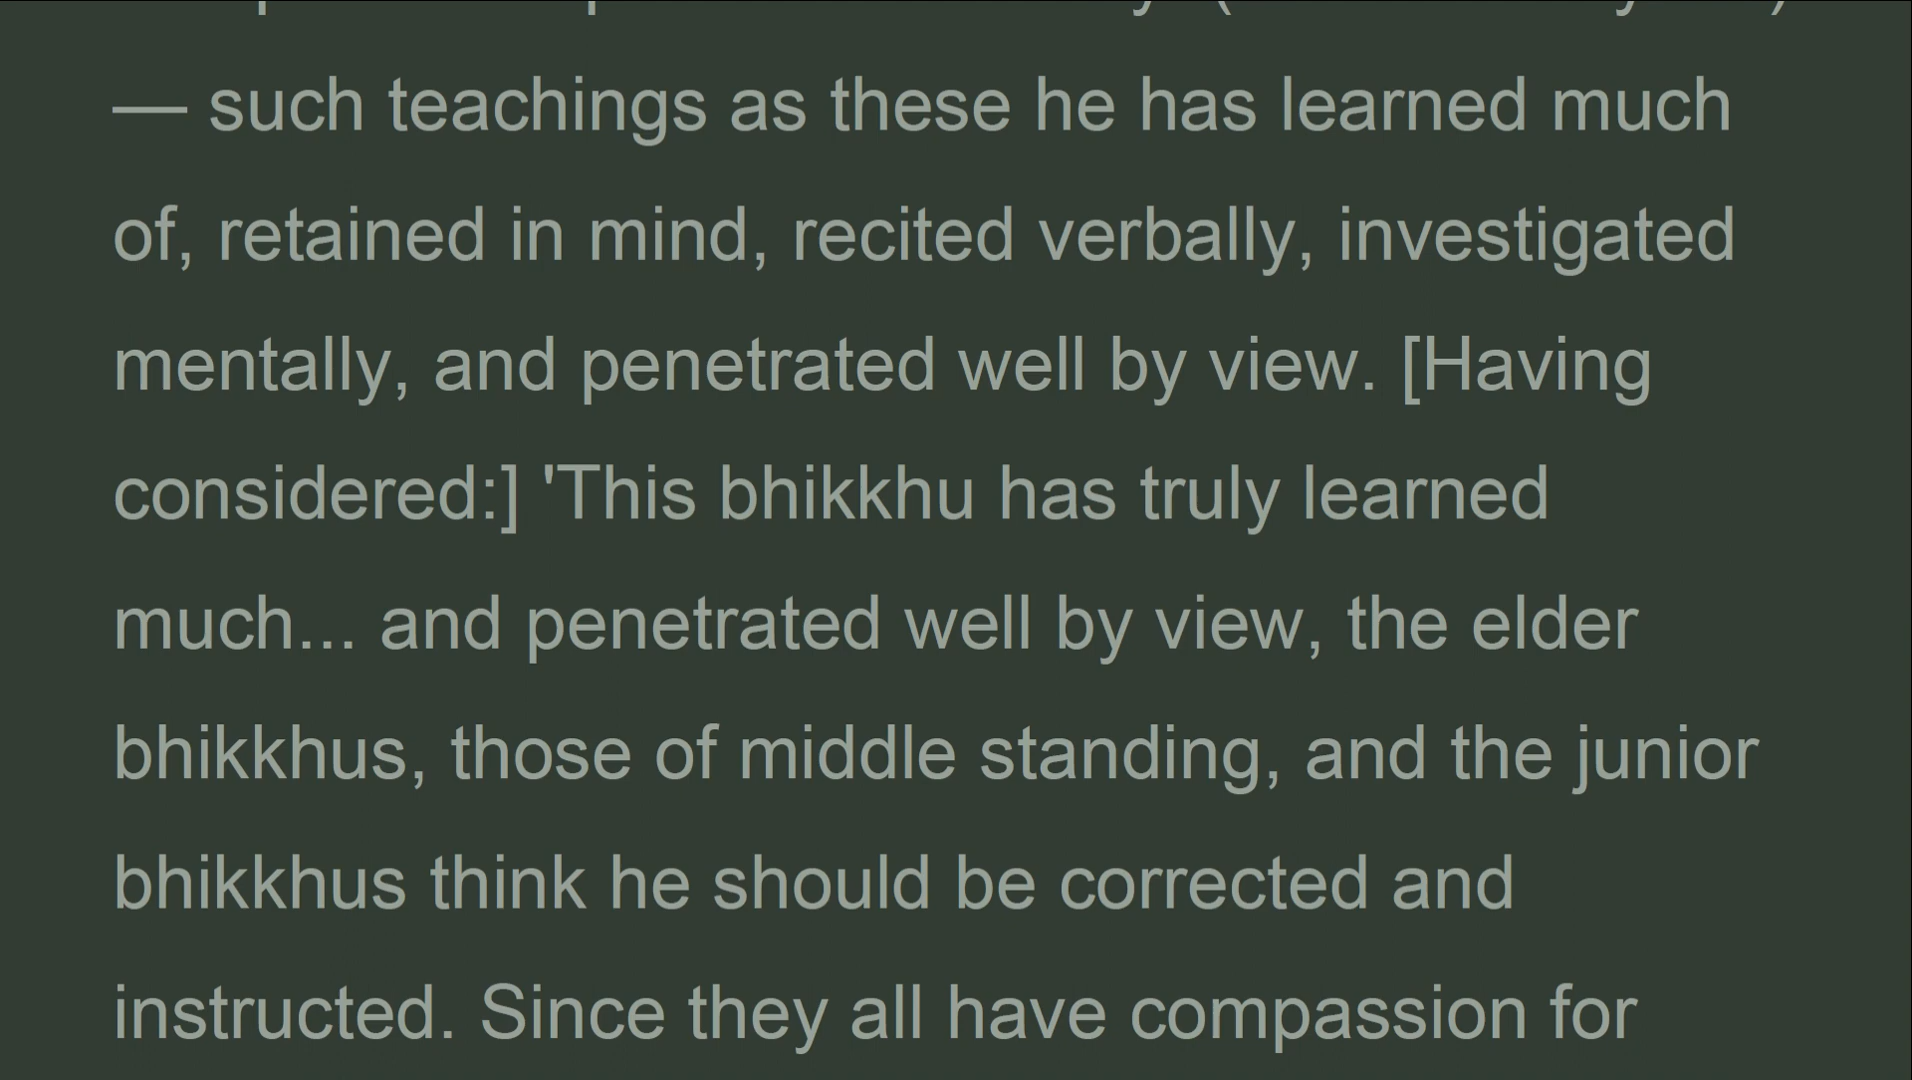 — such teachings as these he has learned much
of, retained in mind, recited verbally, investigated
mentally, and penetrated well by view. [Having
considered:] 'This bhikkhu has truly learned
much... and penetrated well by view, the elder
bhikkhus, those of middle standing, and the junior
bhikkhus think he should be corrected and
instructed. Since they all have compassion for